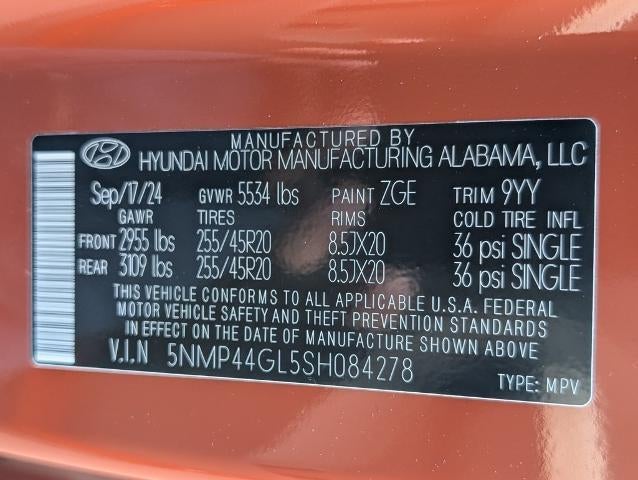 MANUFACTURED BY
HYUNDAI MOTOR MANUFACTURING ALABAMA, LLC
Sep/17/24 GVWR 5534 lbs PAINT ZGE TRIM 9YY
GAWR TIRES RIMS COLD TIRE INFL
FRONT 2955 lbs 255/45R20 8.5JX20 36 psi SINGLE
REAR 3109 lbs 255/45R20 8.5JX20 36 psi SINGLE
THIS VEHICLE CONFORMS TO ALL APPLICABLE U.S.A. FEDERAL
MOTOR VEHICLE SAFETY AND THEFT PREVENTION STANDARDS
IN EFFECT ON THE DATE OF MANUFACTURE SHOWN ABOVE.
V.I.N 5NMP44GL5SH084278
TYPE: MPV